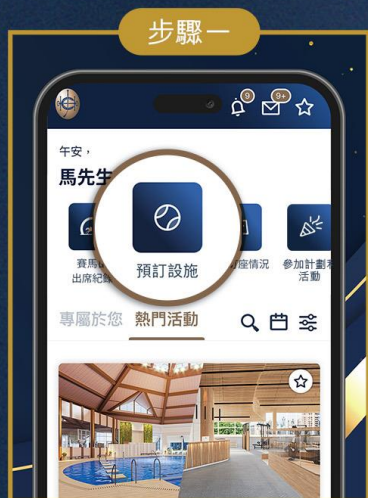 步驟一
9
9+
午安，
馬先生
賽馬
出席紀
預訂設施
座情況
參加計劃
活動
專屬於您 熱門活動